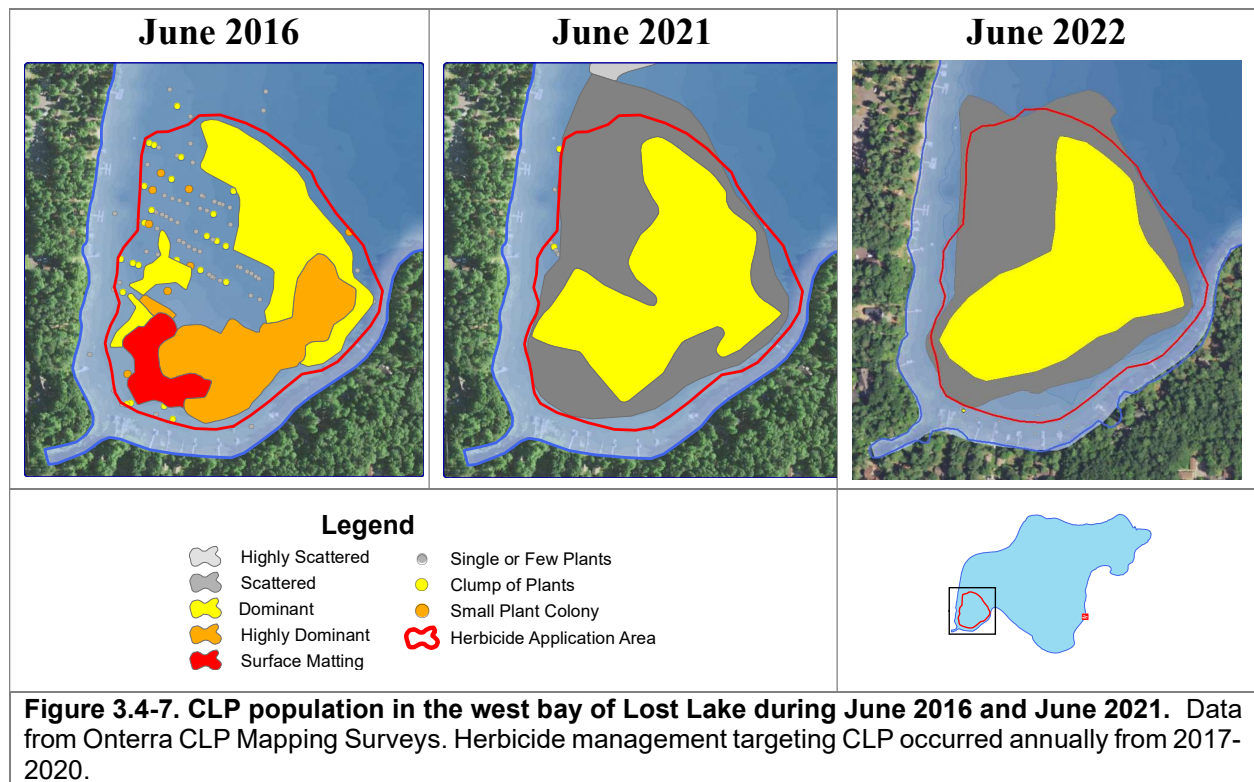 June 2016
June 2021
June 2022
Legend
Highly Scattered
Scattered
Dominant
Highly Dominant
Surface Matting
Single or Few Plants
Clump of Plants
Small Plant Colony
Herbicide Application Area
Figure 3.4-7. CLP population in the west bay of Lost Lake during June 2016 and June 2021. Data
from Onterra CLP Mapping Surveys. Herbicide management targeting CLP occurred annually from 2017-
2020.